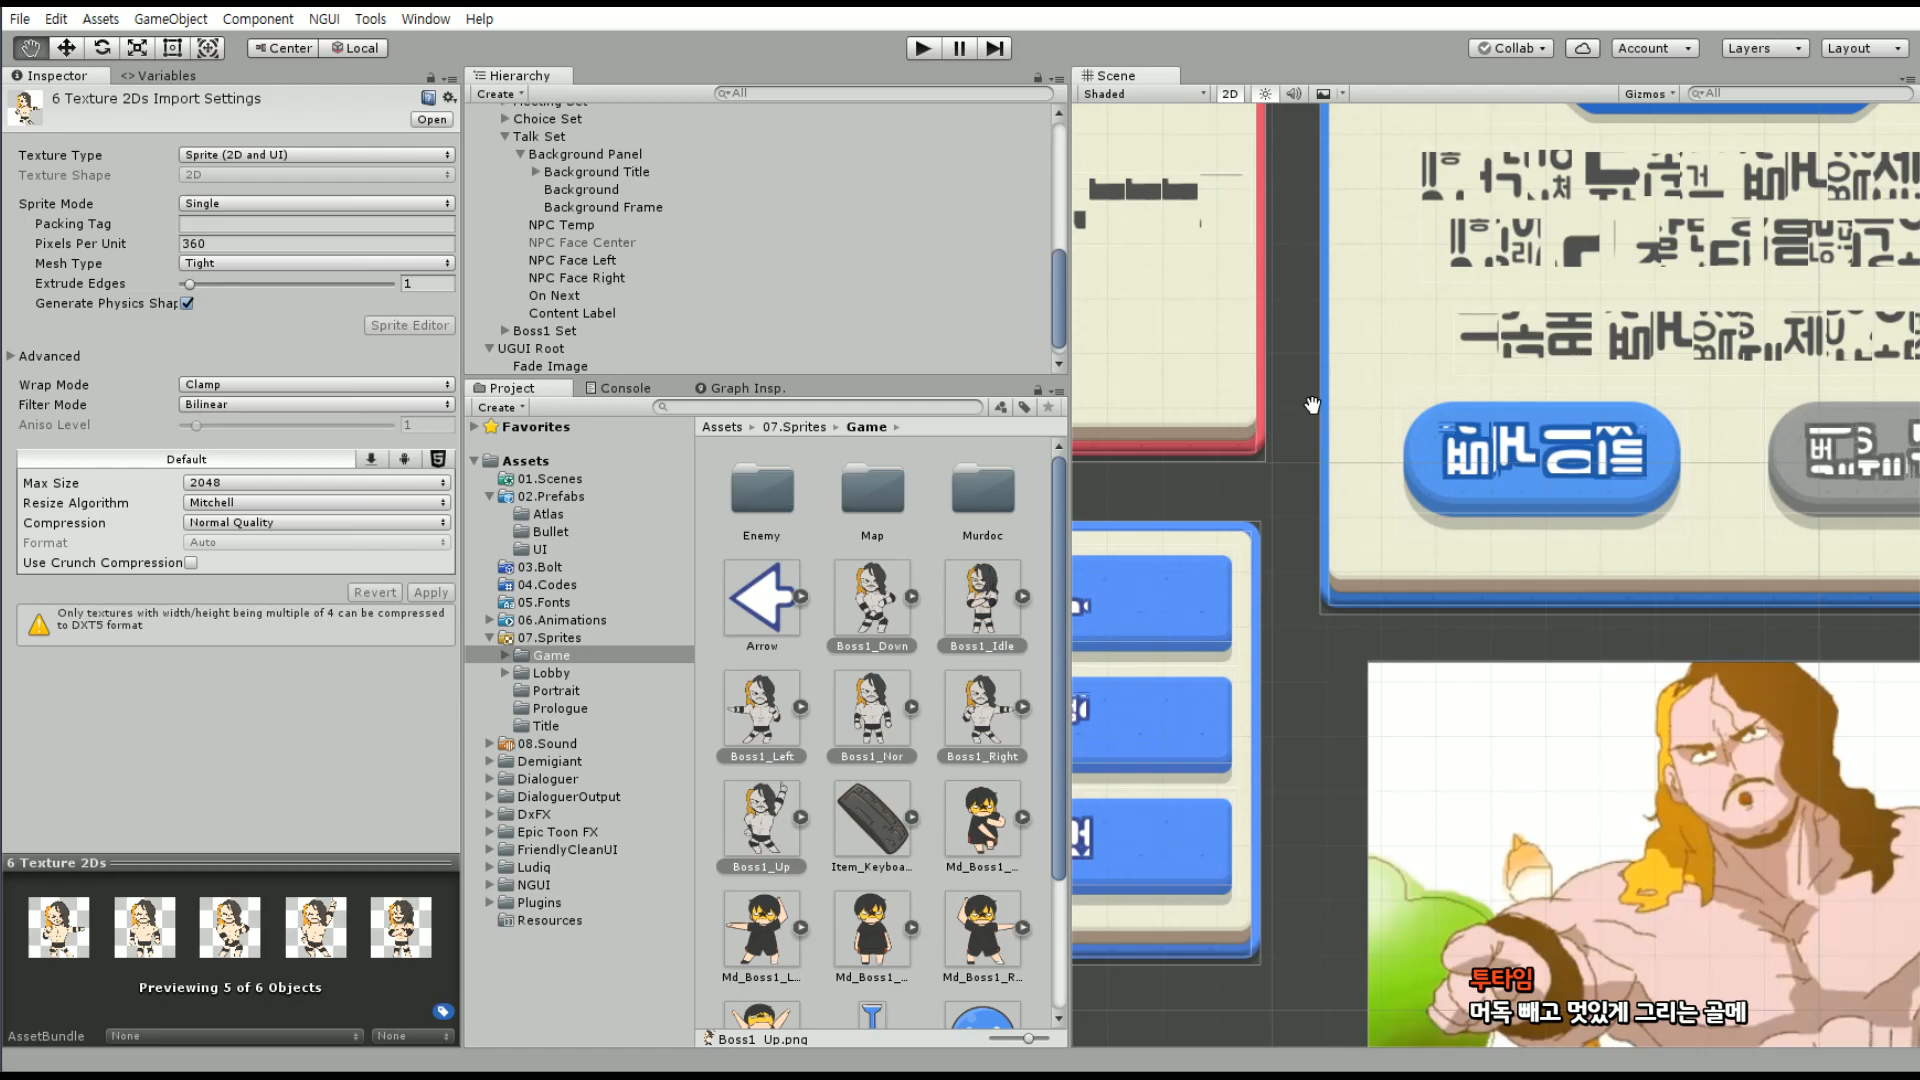 File Edit Assets GameObject Component NGUI Tools Window Help
Center Local
Collab Account Layers Layout
Inspector <> Variables
6 Texture 2Ds Import Settings
Open
Texture Type Sprite (2D and UI)
Texture Shape 2D
Sprite Mode Single
Packing Tag
Pixels Per Unit 360
Mesh Type Tight
Extrude Edges 1
Generate Physics Shap
Sprite Editor
Advanced
Wrap Mode Clamp
Filter Mode Bilinear
Aniso Level 1
Default
Max Size 2048
Resize Algorithm Mitchell
Compression Normal Quality
Format Auto
Use Crunch Compression
Revert Apply
Only textures with width/height being multiple of 4 can be compressed
to DXT5 format
6 Texture 2Ds
Previewing 5 of 6 Objects
AssetBundle None None
Hierarchy
Create All
Choice Set
Talk Set
Background Panel
Background Title
Background
Background Frame
NPC Temp
NPC Face Center
NPC Face Left
NPC Face Right
On Next
Content Label
Boss1 Set
UGUI Root
Fade Image
Project Console Graph Insp.
Create
Favorites
Assets
01.Scenes
02.Prefabs
Atlas
Bullet
UI
03.Bolt
04.Codes
05.Fonts
06.Animations
07.Sprites
Game
Lobby
Portrait
Prologue
Title
08.Sound
Demigiant
Dialoguer
DialoguerOutput
DxFX
Epic Toon FX
FriendlyCleanUI
Ludiq
NGUI
Plugins
Resources
Assets 07.Sprites Game
Enemy Map Murdoc
Arrow Boss1_Down Boss1_Idle
Boss1_Left Boss1_Nor Boss1_Right
Boss1_Up Item_Keyboa... Md_Boss1_...
Md_Boss1_L... Md_Boss1_... Md_Boss1_R...
Boss1_Up.png
Scene
Shaded 2D Gizmos All
투타임
머독 빼고 멋있게 그리는 골메